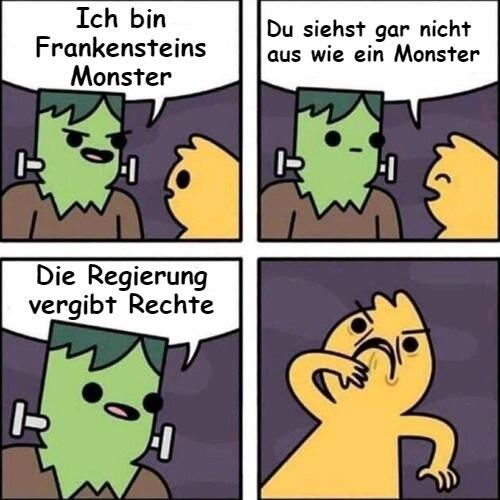 Ich bin
Frankensteins
Monster
Du siehst gar nicht
aus wie ein Monster
Die Regierung
vergibt Rechte